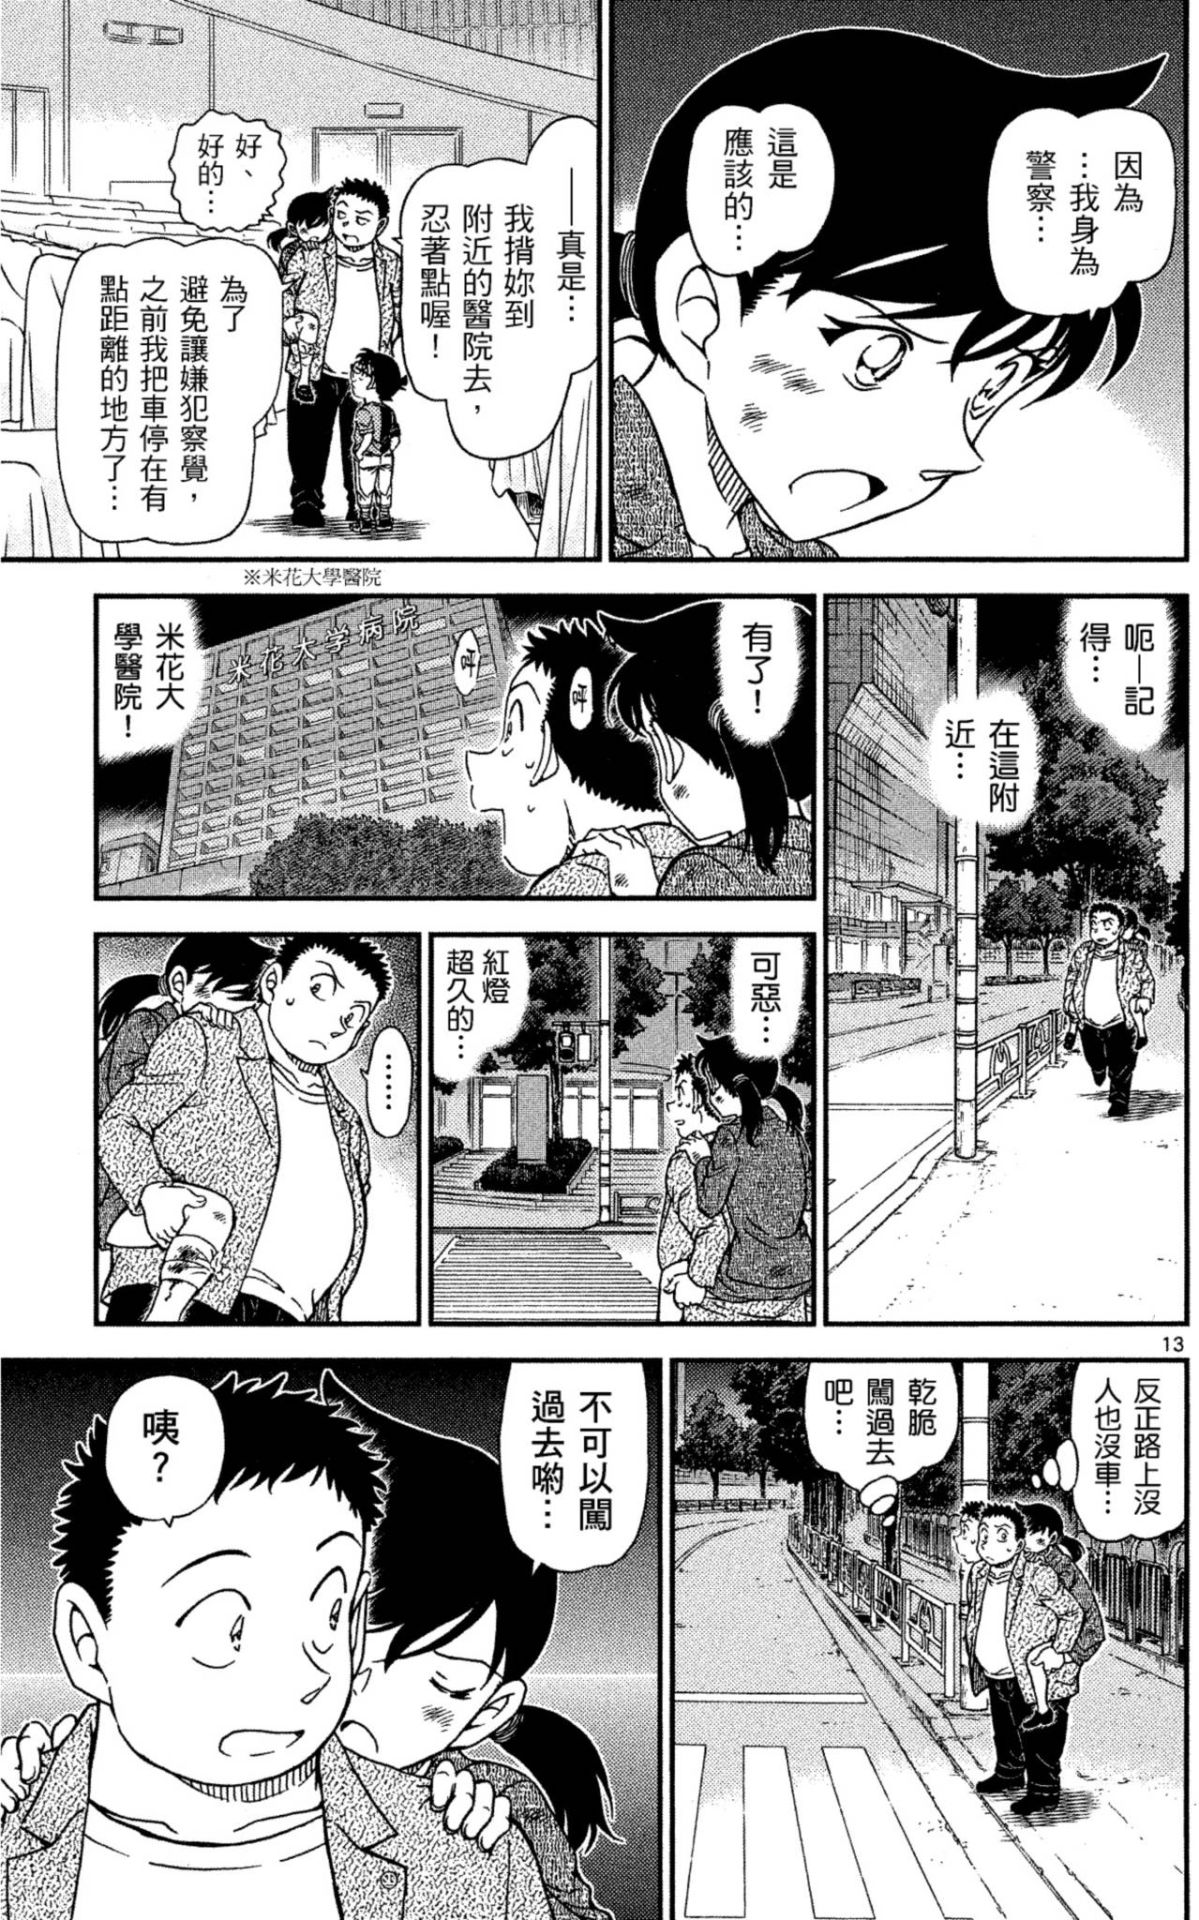 因為
…我身為
警察…
這是
應該的…
──真是…
我揹妳到
附近的醫院去，
忍著點喔！
好、
好的…
為了
避免讓嫌犯察覺，
之前我把車停在有
點距離的地方了…
※米花大學醫院
呃─記
得…
在這附
近…
有了！
呼
呼
米花大学病院
米花大
學醫院！
可惡…
紅燈
超久的…
……
13
反正路上沒
人也沒車…
乾脆
闖過去
吧…
不可以闖
過去喲…
咦？